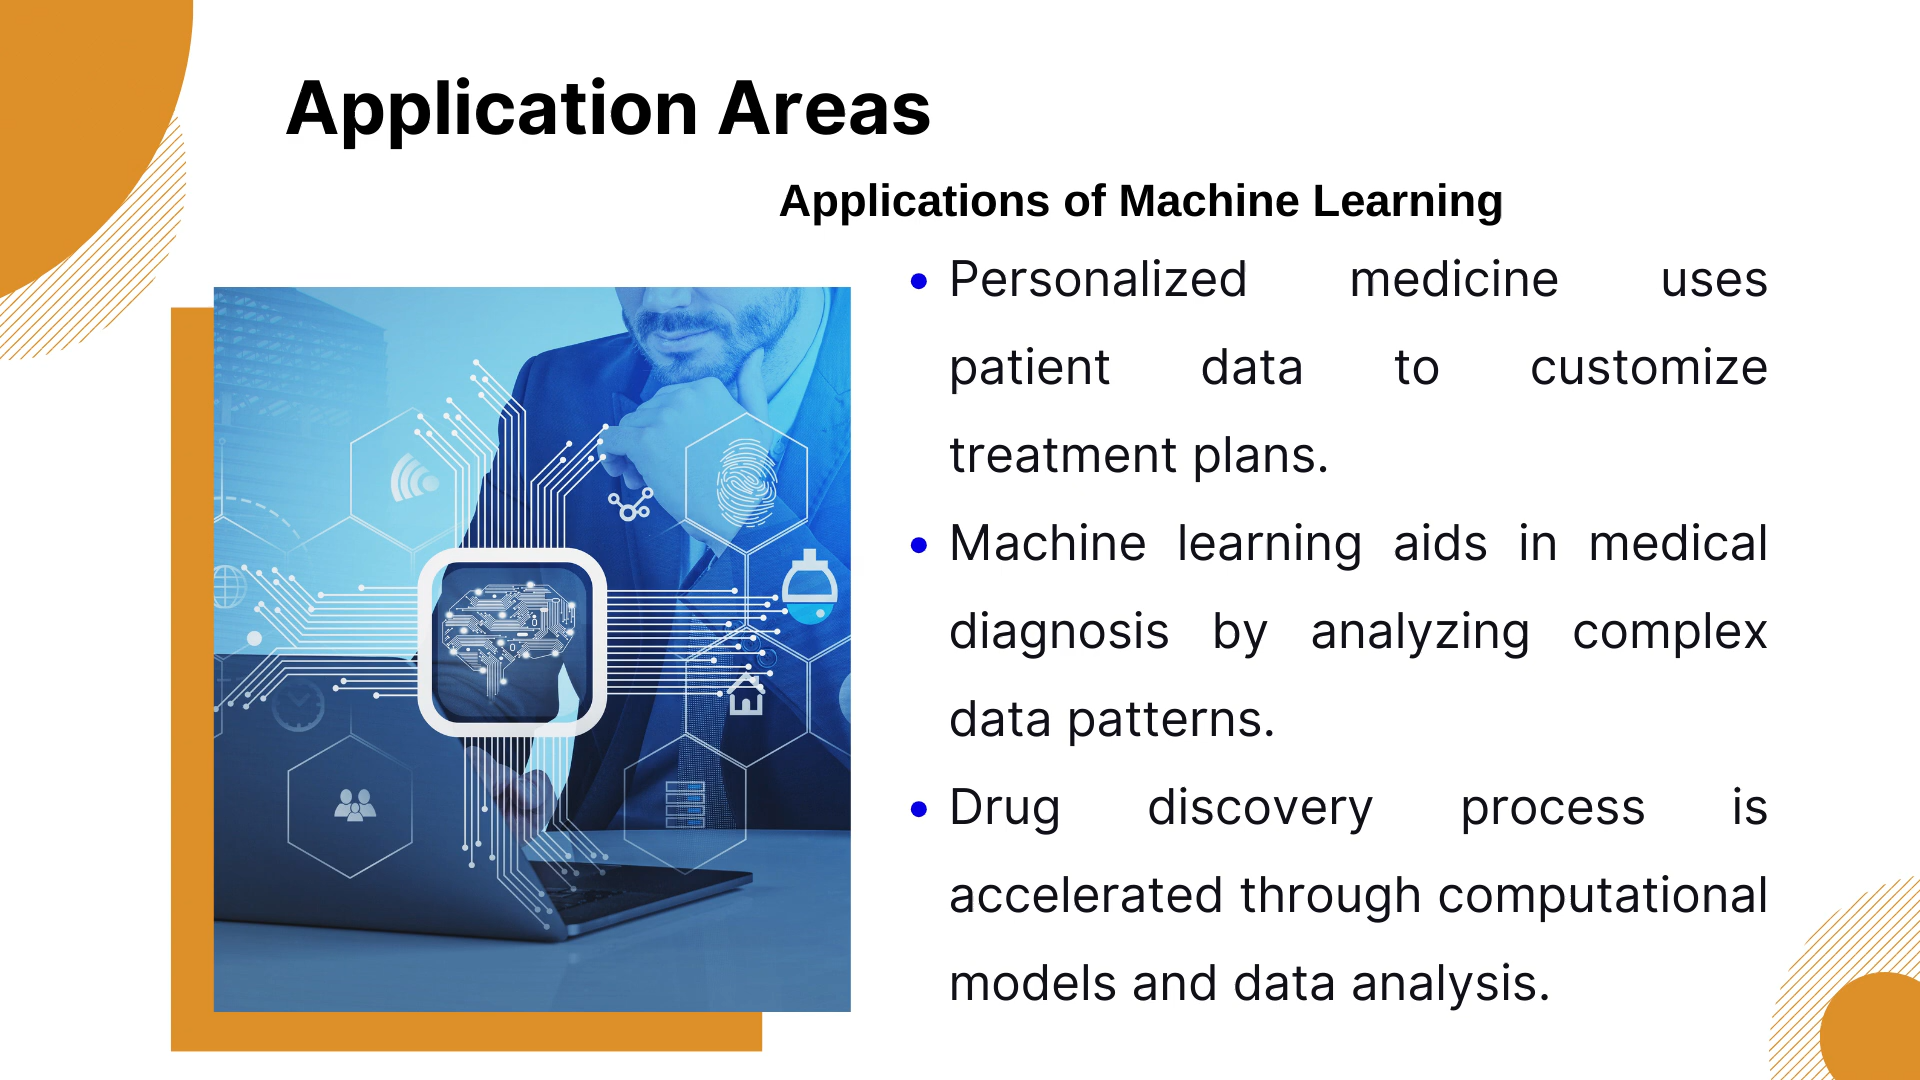 Application Areas
Applications of Machine Learning
• Personalized medicine uses
patient data to customize
treatment plans.
• Machine learning aids in medical
diagnosis by analyzing complex
data patterns.
• Drug discovery process is
accelerated through computational
models and data analysis.